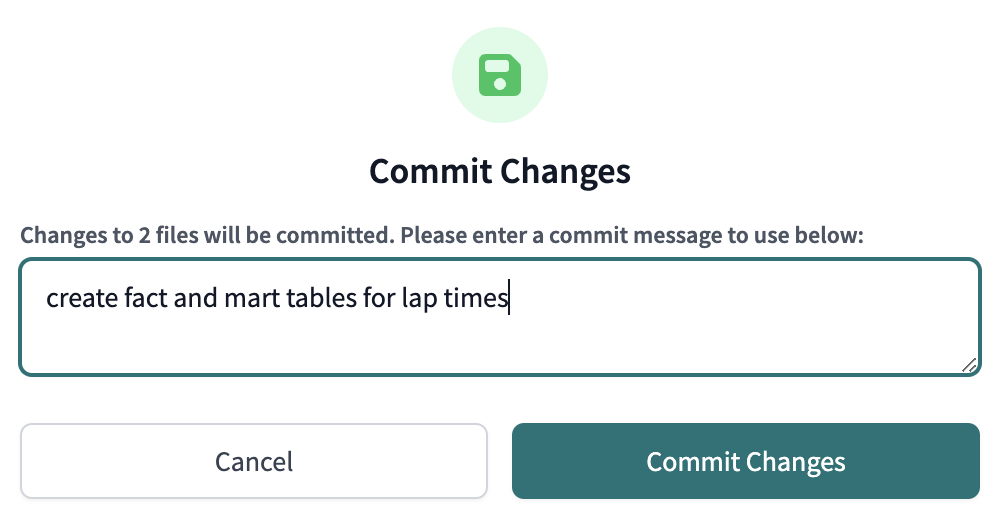 Commit Changes
Changes to 2 files will be committed. Please enter a commit message to use below:
create fact and mart tables for lap times
Cancel
Commit Changes